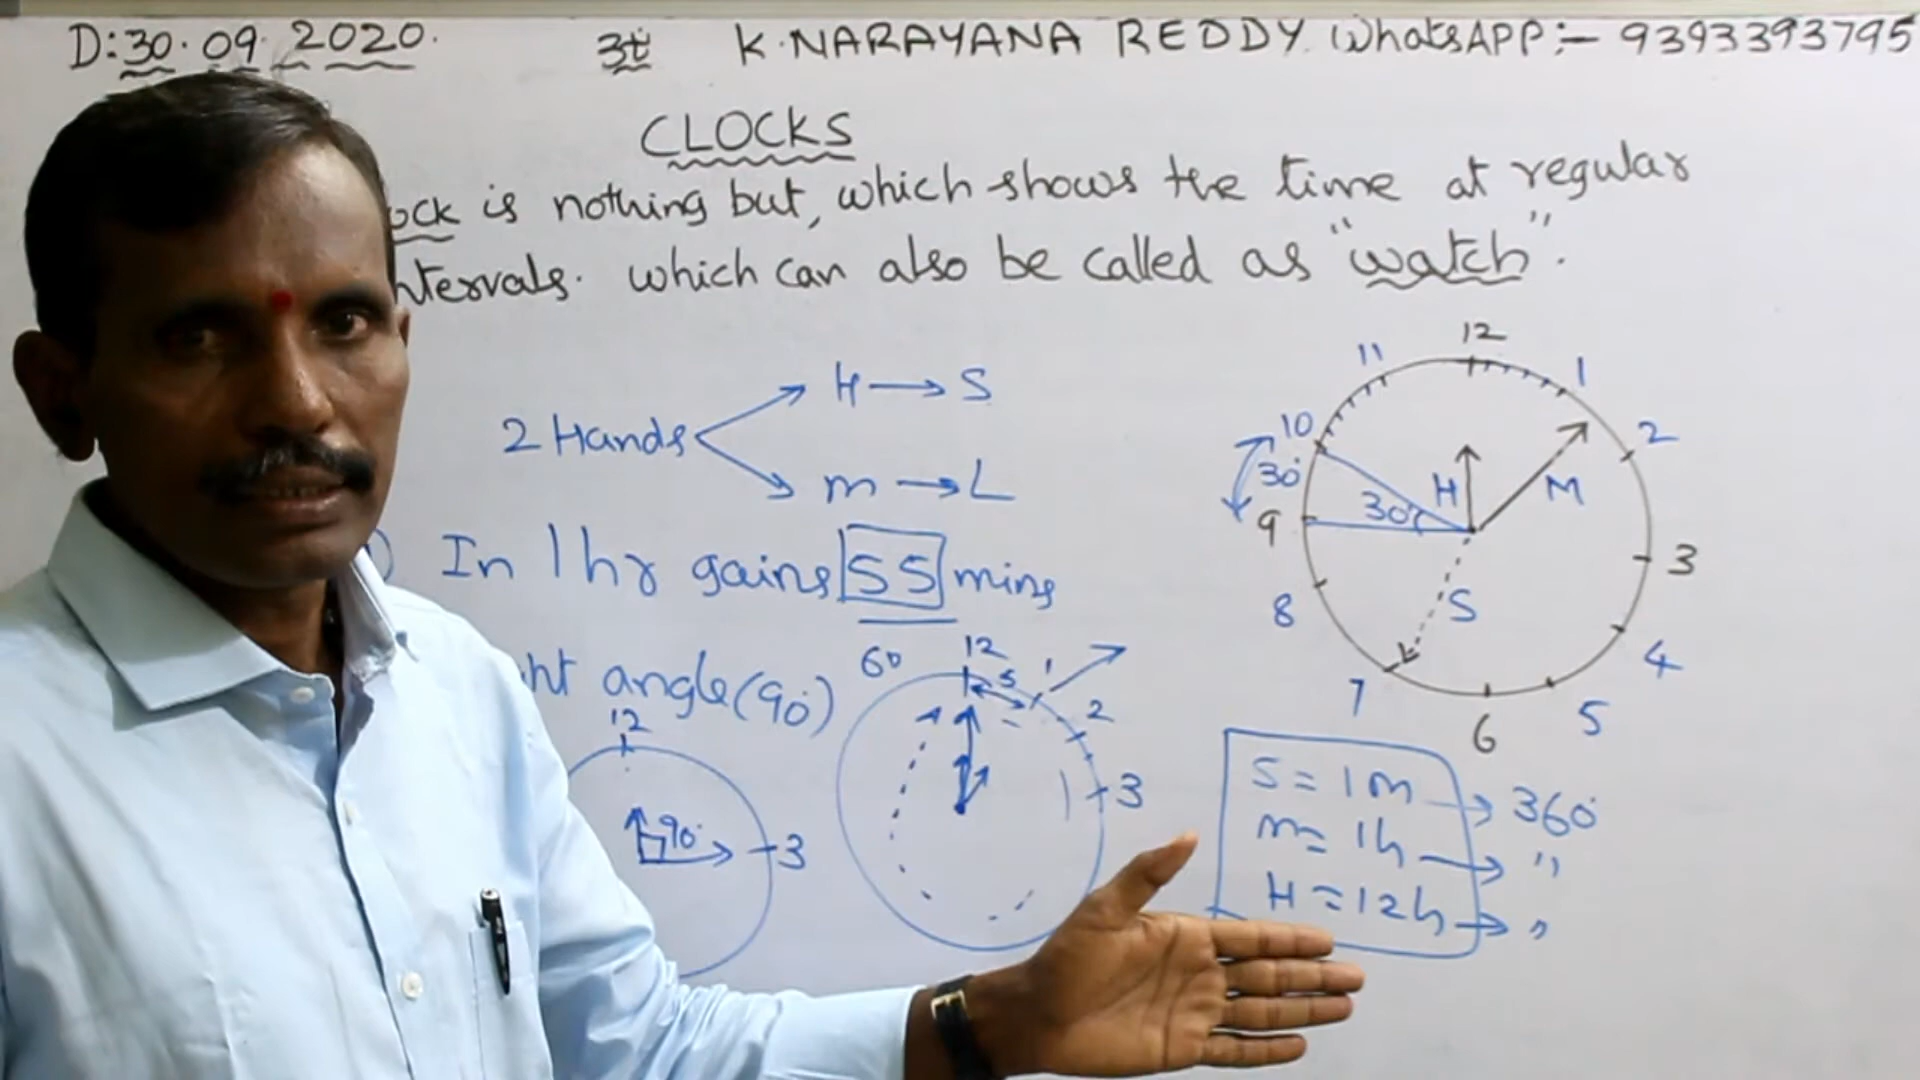 D: 30.09.2020. K.NARAYANA REDDY WhatsAPP:- 9393393795
CLOCKS
ock is nothing but, which shows the time at regular
ntervals. which can also be called as "watch".
2 Hands
H → S
m → L
) In 1 hr gains 55 mins
ht angle (90°)
12
3
90°
60
12
1
2
3
5
12
1
2
3
4
5
6
7
8
9
10
11
30°
30°
H
M
S
S = 1m → 360°
m = 1h → "
H = 12h → "